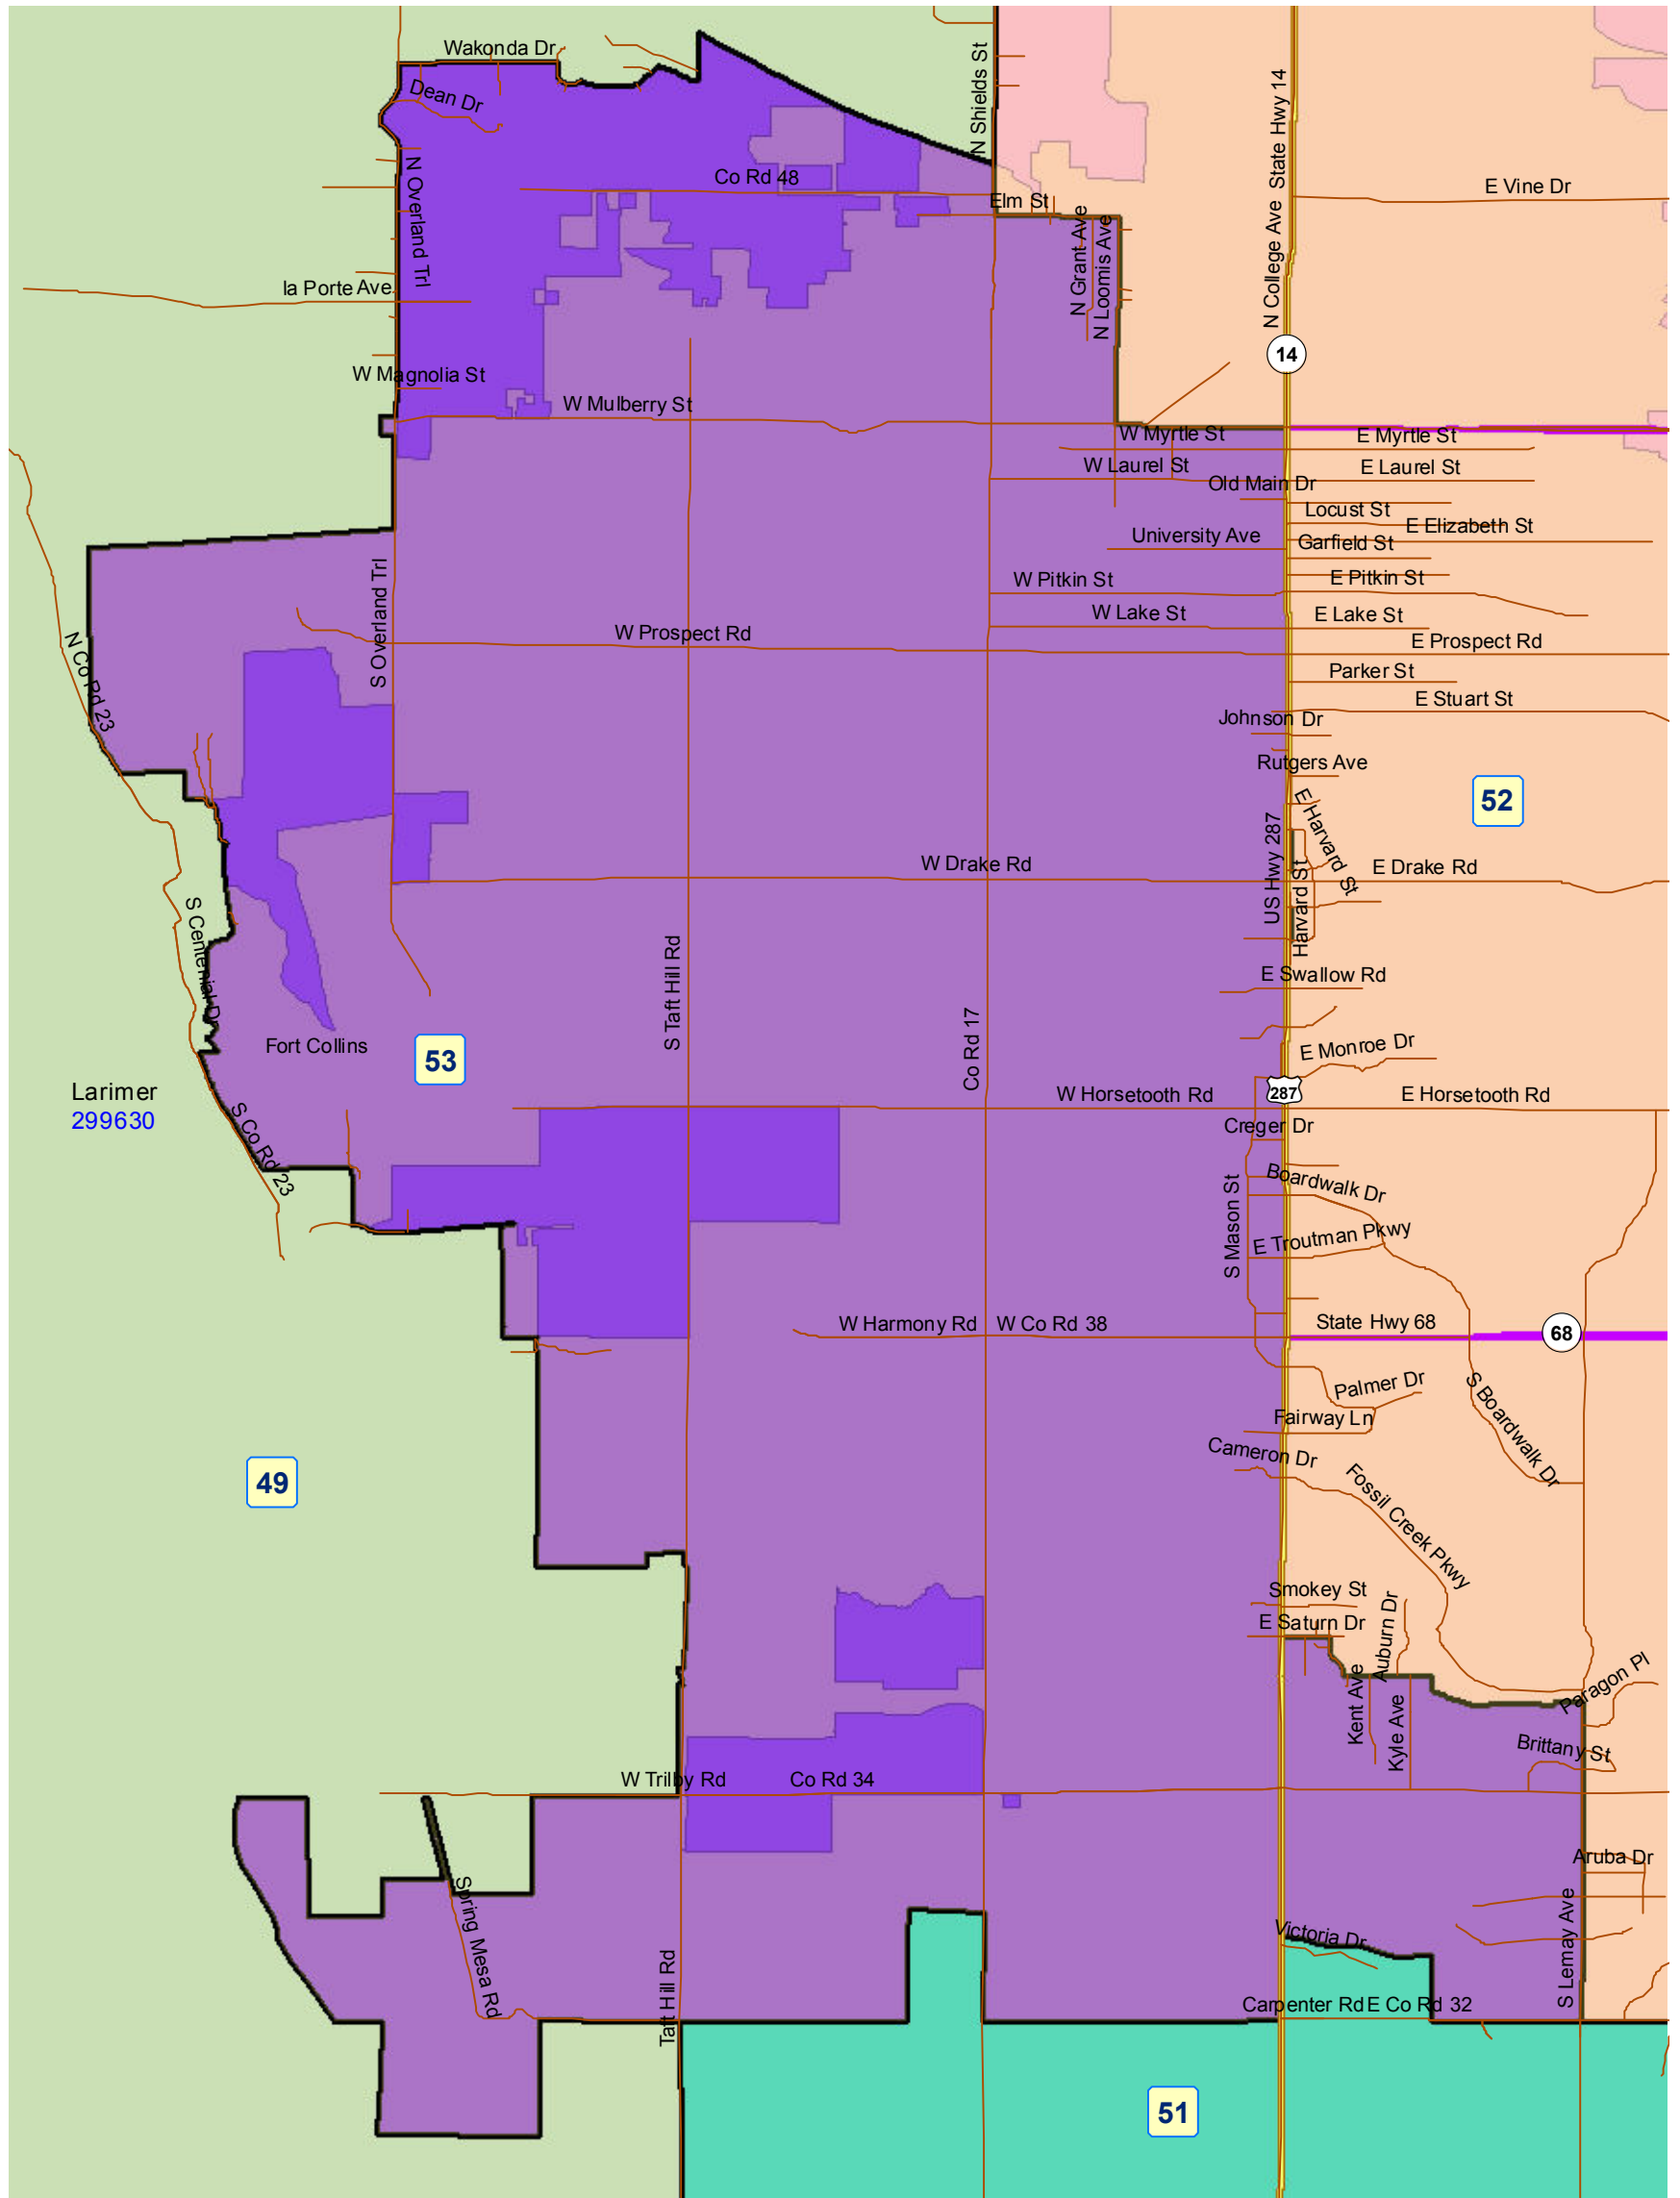 Wakonda Dr
Dean Dr
N Shields St
N College Ave State Hwy 14
N Overland Trl
Co Rd 48
E Vine Dr
Elm St
N Grant Ave
N Loomis Ave
la Porte Ave
14
W Magnolia St
W Mulberry St
W Myrtle St
E Myrtle St
W Laurel St
E Laurel St
Old Main Dr
Locust St
E Elizabeth St
University Ave
Garfield St
W Pitkin St
E Pitkin St
W Lake St
E Lake St
S Overland Trl
W Prospect Rd
E Prospect Rd
N Co Rd 23
Parker St
E Stuart St
Johnson Dr
Rutgers Ave
52
E Harvard St
US Hwy 287
W Drake Rd
E Drake Rd
Harvard St
S Centenial Dr
S Taft Hill Rd
E Swallow Rd
Co Rd 17
Fort Collins
53
E Monroe Dr
Larimer
299630
287
W Horsetooth Rd
E Horsetooth Rd
S Co Rd 23
Creger Dr
Boardwalk Dr
S Mason St
E Troutman Pkwy
W Harmony Rd
W Co Rd 38
State Hwy 68
68
Palmer Dr
S Boardwalk Dr
Fairway Ln
Cameron Dr
49
Fossil Creek Pkwy
Smokey St
E Saturn Dr
Auburn Dr
Kent Ave
Kyle Ave
Paragon Pl
Brittany St
W Trilby Rd
Co Rd 34
Aruba Dr
Spring Mesa Rd
Victoria Dr
S Lemay Ave
Taft Hill Rd
Carpenter Rd
E Co Rd 32
51